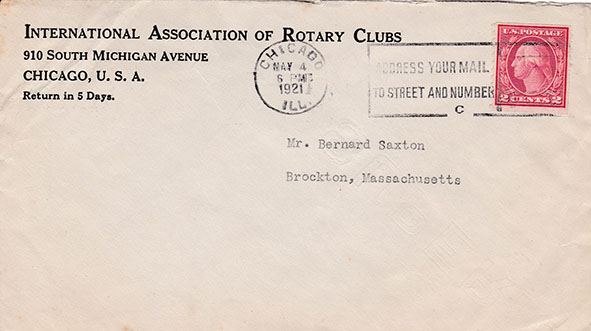 INTERNATIONAL ASSOCIATION OF ROTARY CLUBS
910 SOUTH MICHIGAN AVENUE
CHICAGO, U. S. A.
Return in 5 Days.
CHICAGO
MAY 4
6 PM
1921
ILL.
ADDRESS YOUR MAIL
TO STREET AND NUMBER
C
U.S. POSTAGE
2 CENTS 2
Mr. Bernard Saxton
Brockton, Massachusetts